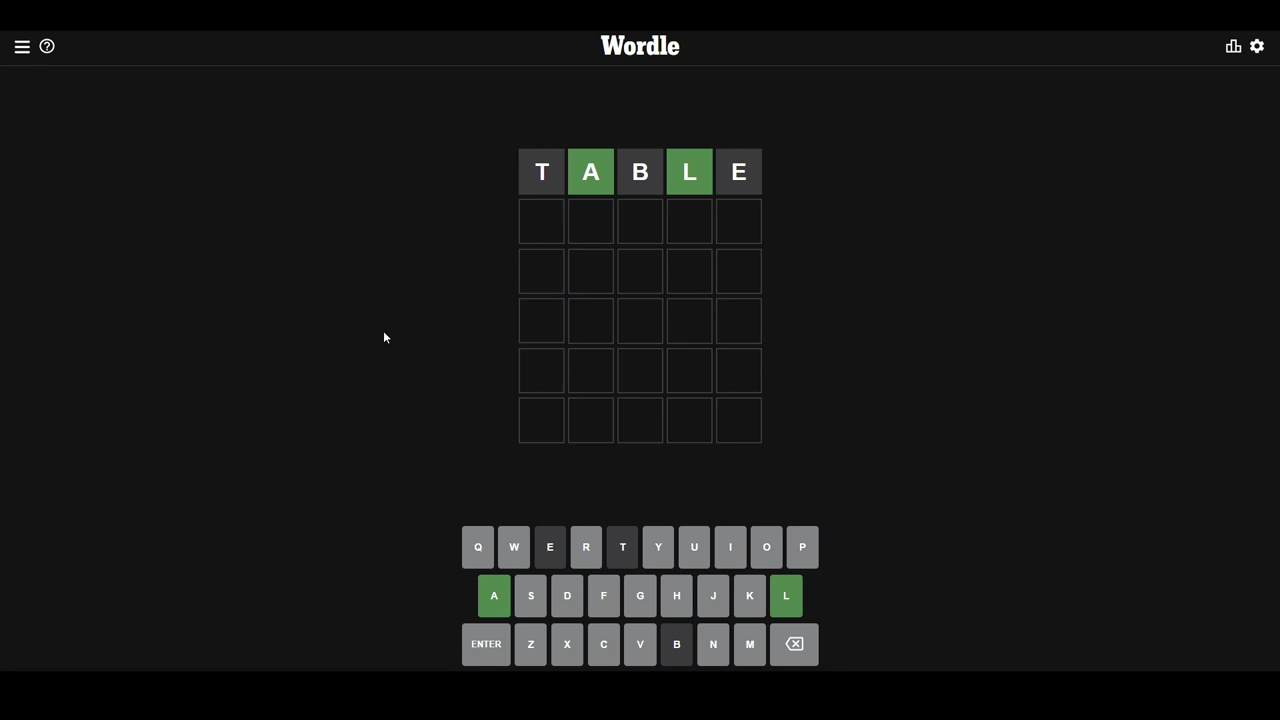 Wordle
T A B L E
Q W E R T Y U I O P
A S D F G H J K L
ENTER Z X C V B N M